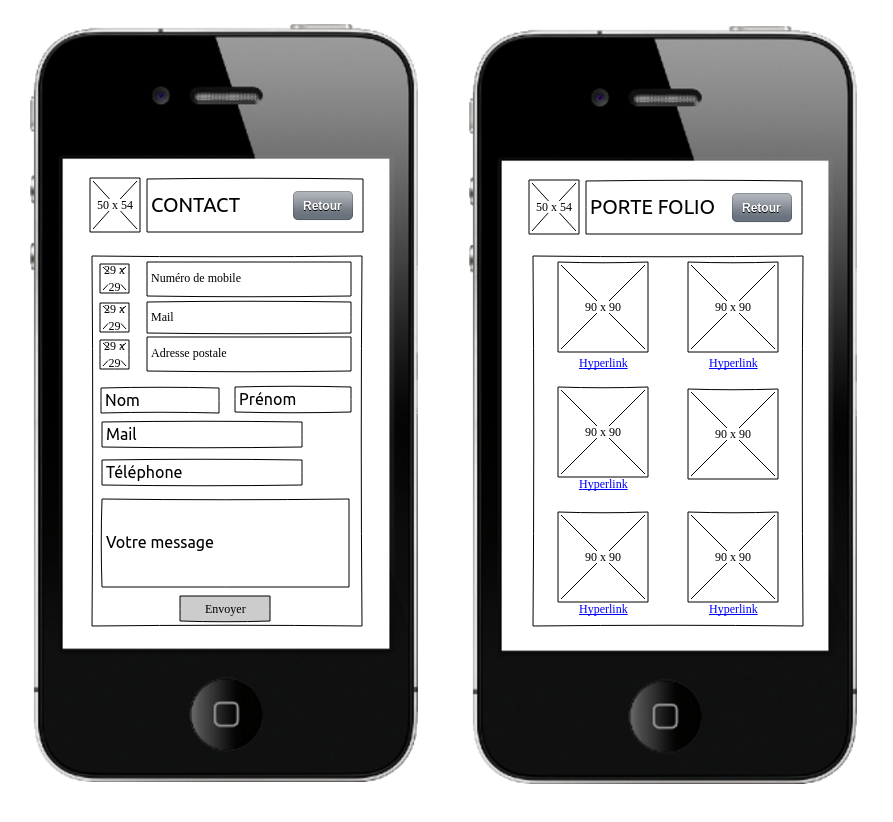 50 x 54
CONTACT
Retour
29 x
29
Numéro de mobile
29 x
29
Mail
29 x
29
Adresse postale
Nom
Prénom
Mail
Téléphone
Votre message
Envoyer
50 x 54
PORTE FOLIO
Retour
90 x 90
90 x 90
Hyperlink
Hyperlink
90 x 90
90 x 90
Hyperlink
90 x 90
90 x 90
Hyperlink
Hyperlink